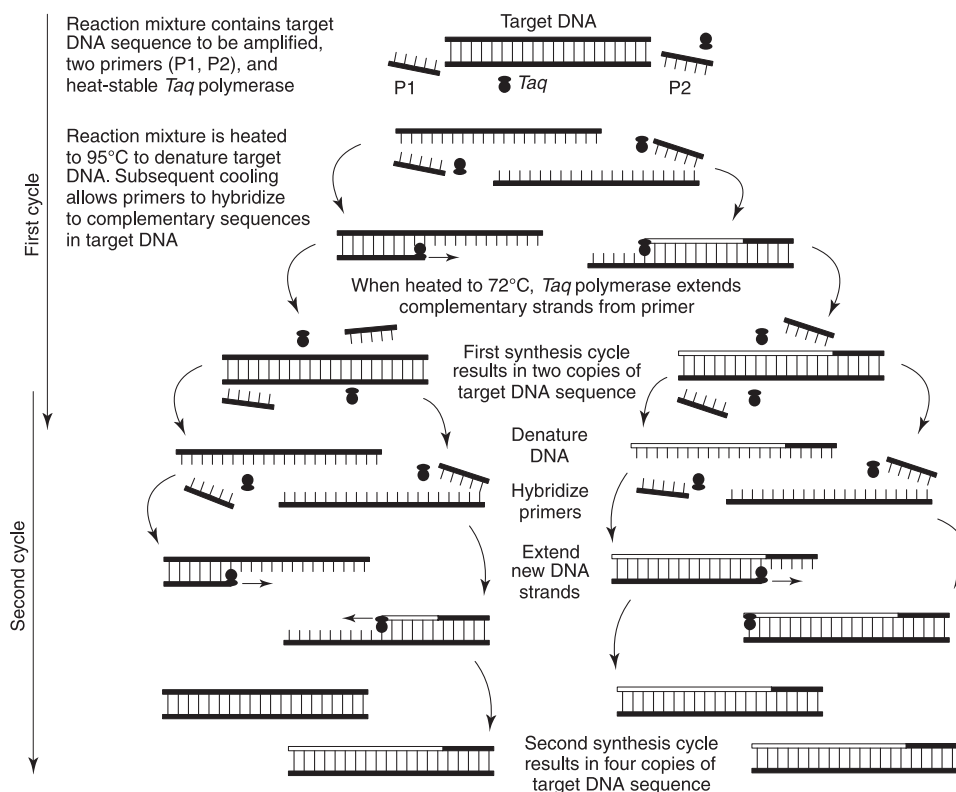 Reaction mixture contains target
DNA sequence to be amplified,
two primers (P1, P2), and
heat-stable Taq polymerase
Target DNA
P1
Taq
P2
Reaction mixture is heated
to 95°C to denature target
DNA. Subsequent cooling
allows primers to hybridize
to complementary sequences
in target DNA
First cycle
When heated to 72°C, Taq polymerase extends
complementary strands from primer
First synthesis cycle
results in two copies of
target DNA sequence
Denature
DNA
Hybridize
primers
Second cycle
Extend
new DNA
strands
Second synthesis cycle
results in four copies of
target DNA sequence